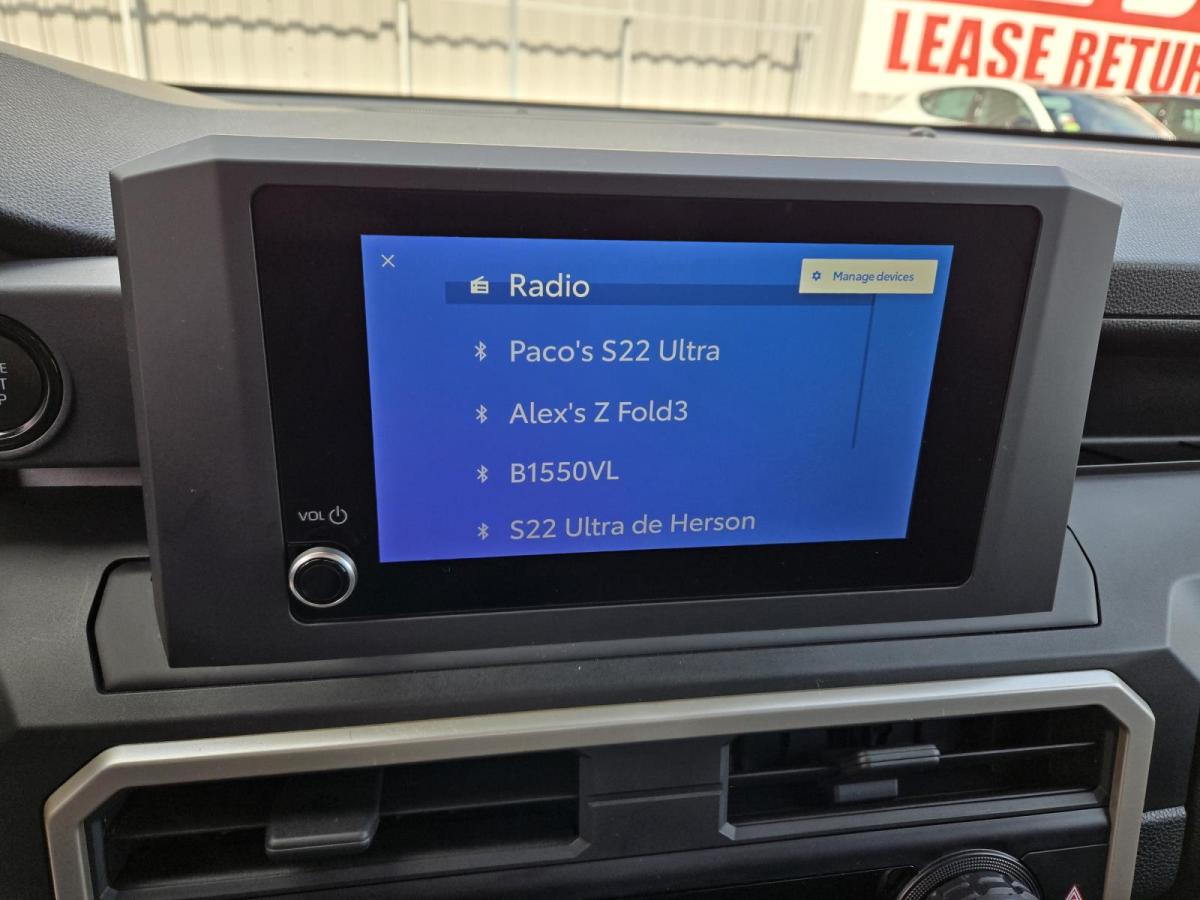 LEASE RETUR
Radio
Manage devices
Paco's S22 Ultra
Alex's Z Fold3
B1550VL
S22 Ultra de Herson
VOL